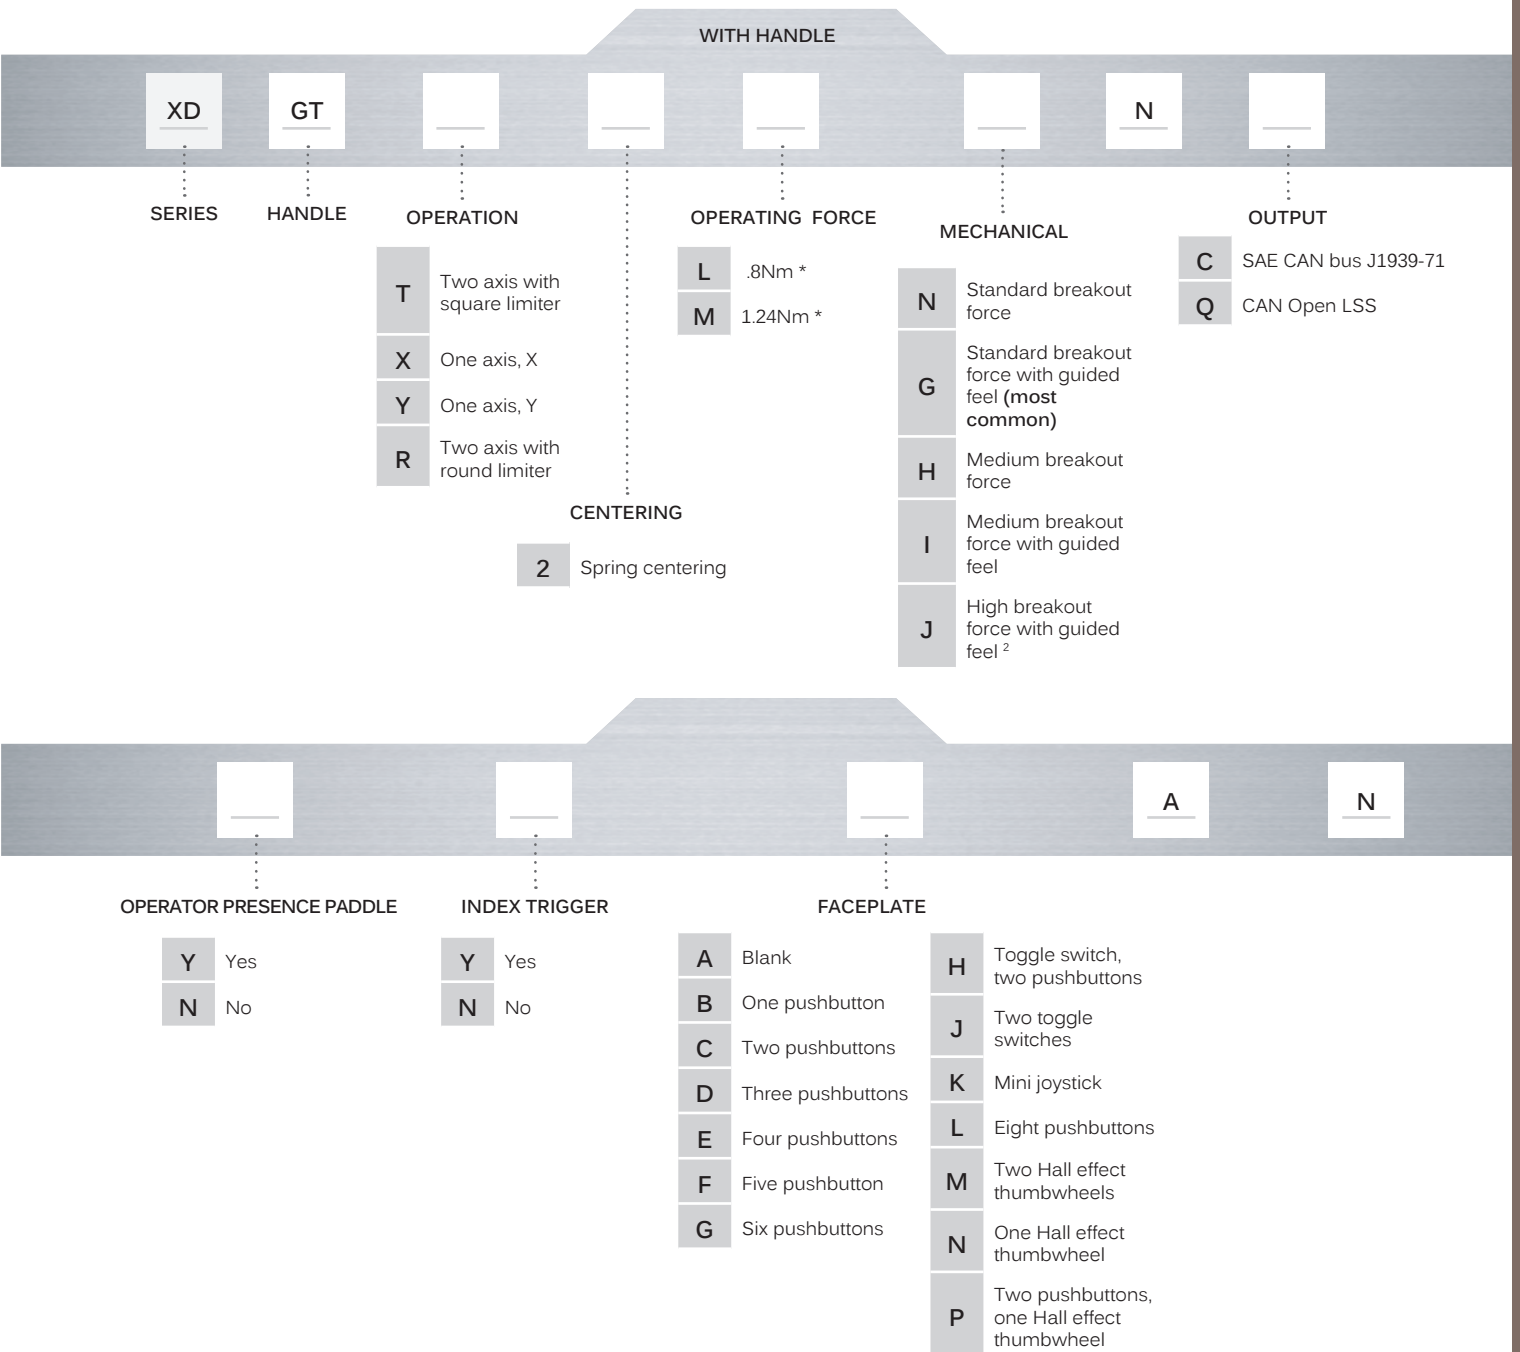 WITH HANDLE
XD GT N
SERIES
HANDLE
OPERATION
T
Two axis with
square limiter
X
One axis, X
Y
One axis, Y
R
Two axis with
round limiter
CENTERING
2
Spring centering
OPERATING FORCE
L
.8Nm *
M
1.24Nm *
MECHANICAL
N
Standard breakout
force
G
Standard breakout
force with guided
feel (most
common)
H
Medium breakout
force
I
Medium breakout
force with guided
feel
J
High breakout
force with guided
feel ²
OUTPUT
C
SAE CAN bus J1939-71
Q
CAN Open LSS
A N
OPERATOR PRESENCE PADDLE
Y
Yes
N
No
INDEX TRIGGER
Y
Yes
N
No
FACEPLATE
A
Blank
B
One pushbutton
C
Two pushbuttons
D
Three pushbuttons
E
Four pushbuttons
F
Five pushbutton
G
Six pushbuttons
H
Toggle switch,
two pushbuttons
J
Two toggle
switches
K
Mini joystick
L
Eight pushbuttons
M
Two Hall effect
thumbwheels
N
One Hall effect
thumbwheel
P
Two pushbuttons,
one Hall effect
thumbwheel